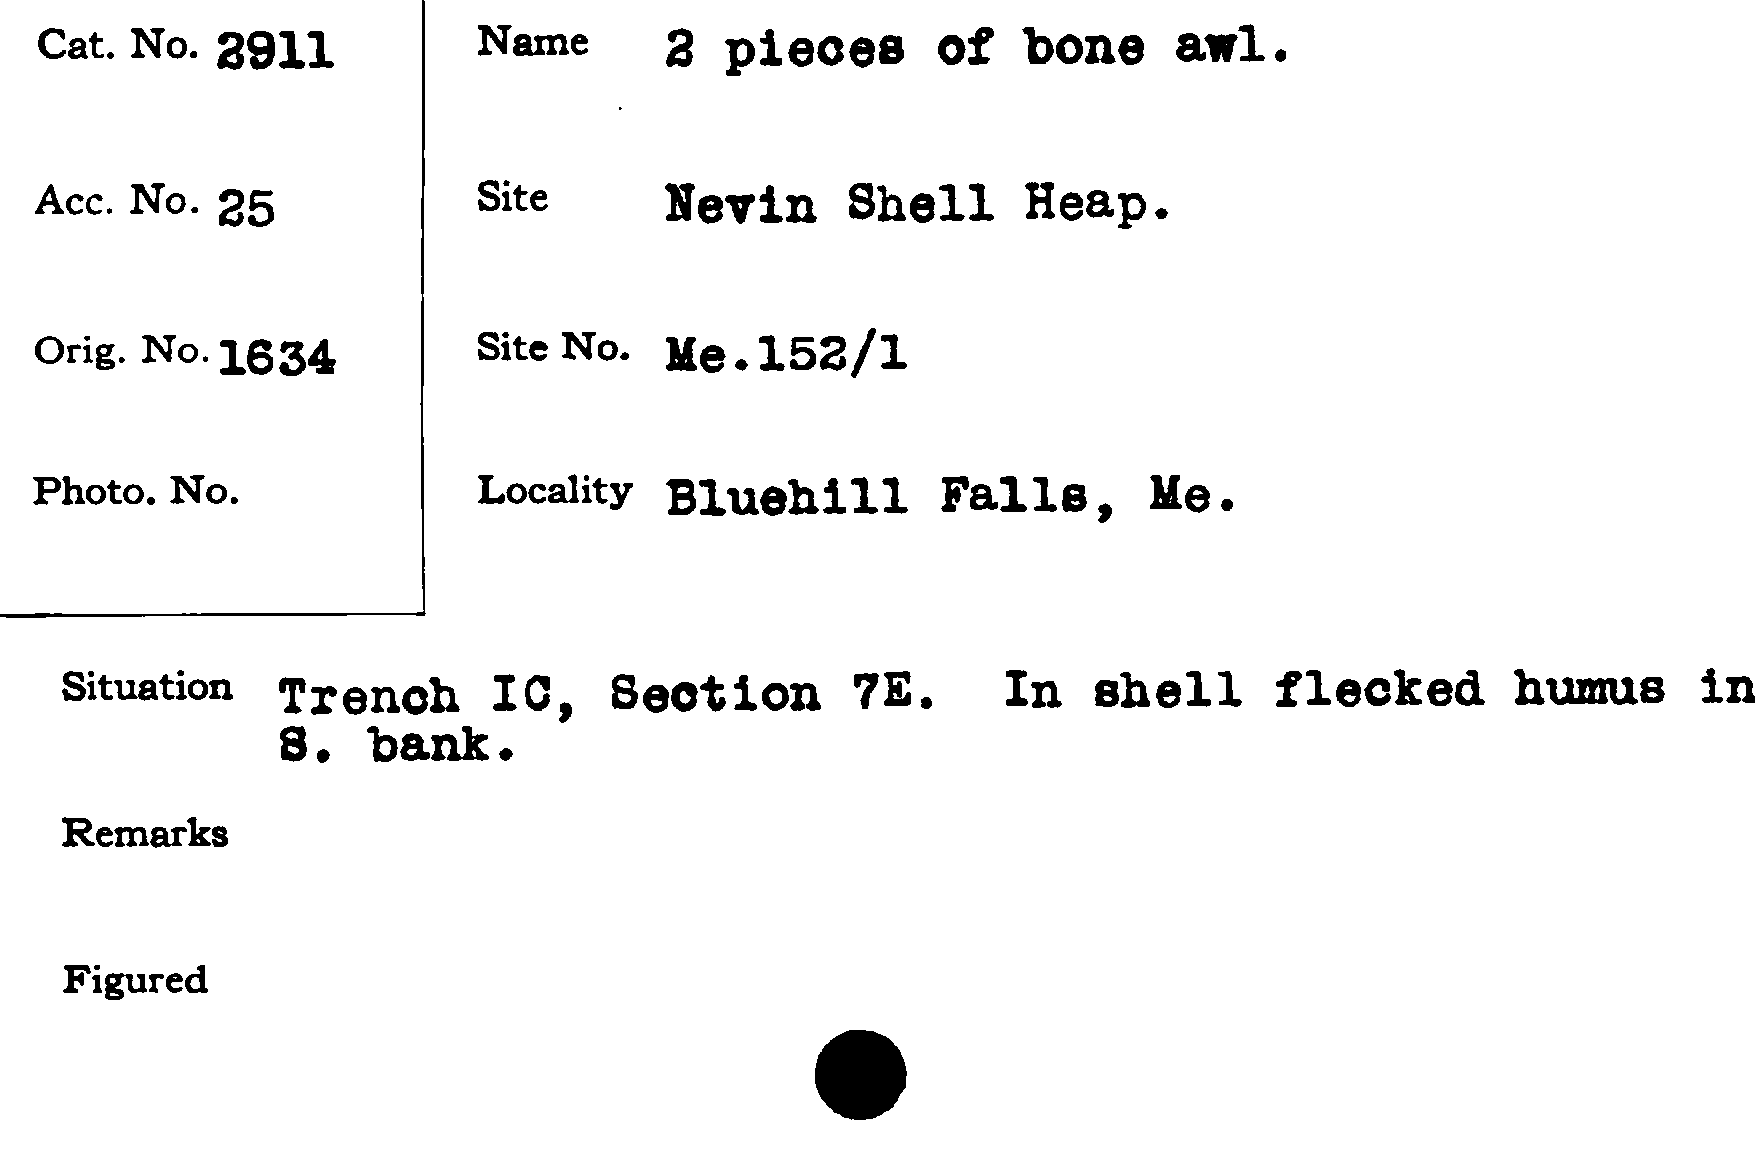 Cat. No. 2911
Name 2 pieces of bone awl.
Acc. No. 25
Site Nevin Shell Heap.
Orig. No. 1634
Site No. Me.152/1
Photo. No.
Locality Bluehill Falls, Me.
Situation Trench IC, Section 7E. In shell flecked humus in
S. bank.
Remarks
Figured